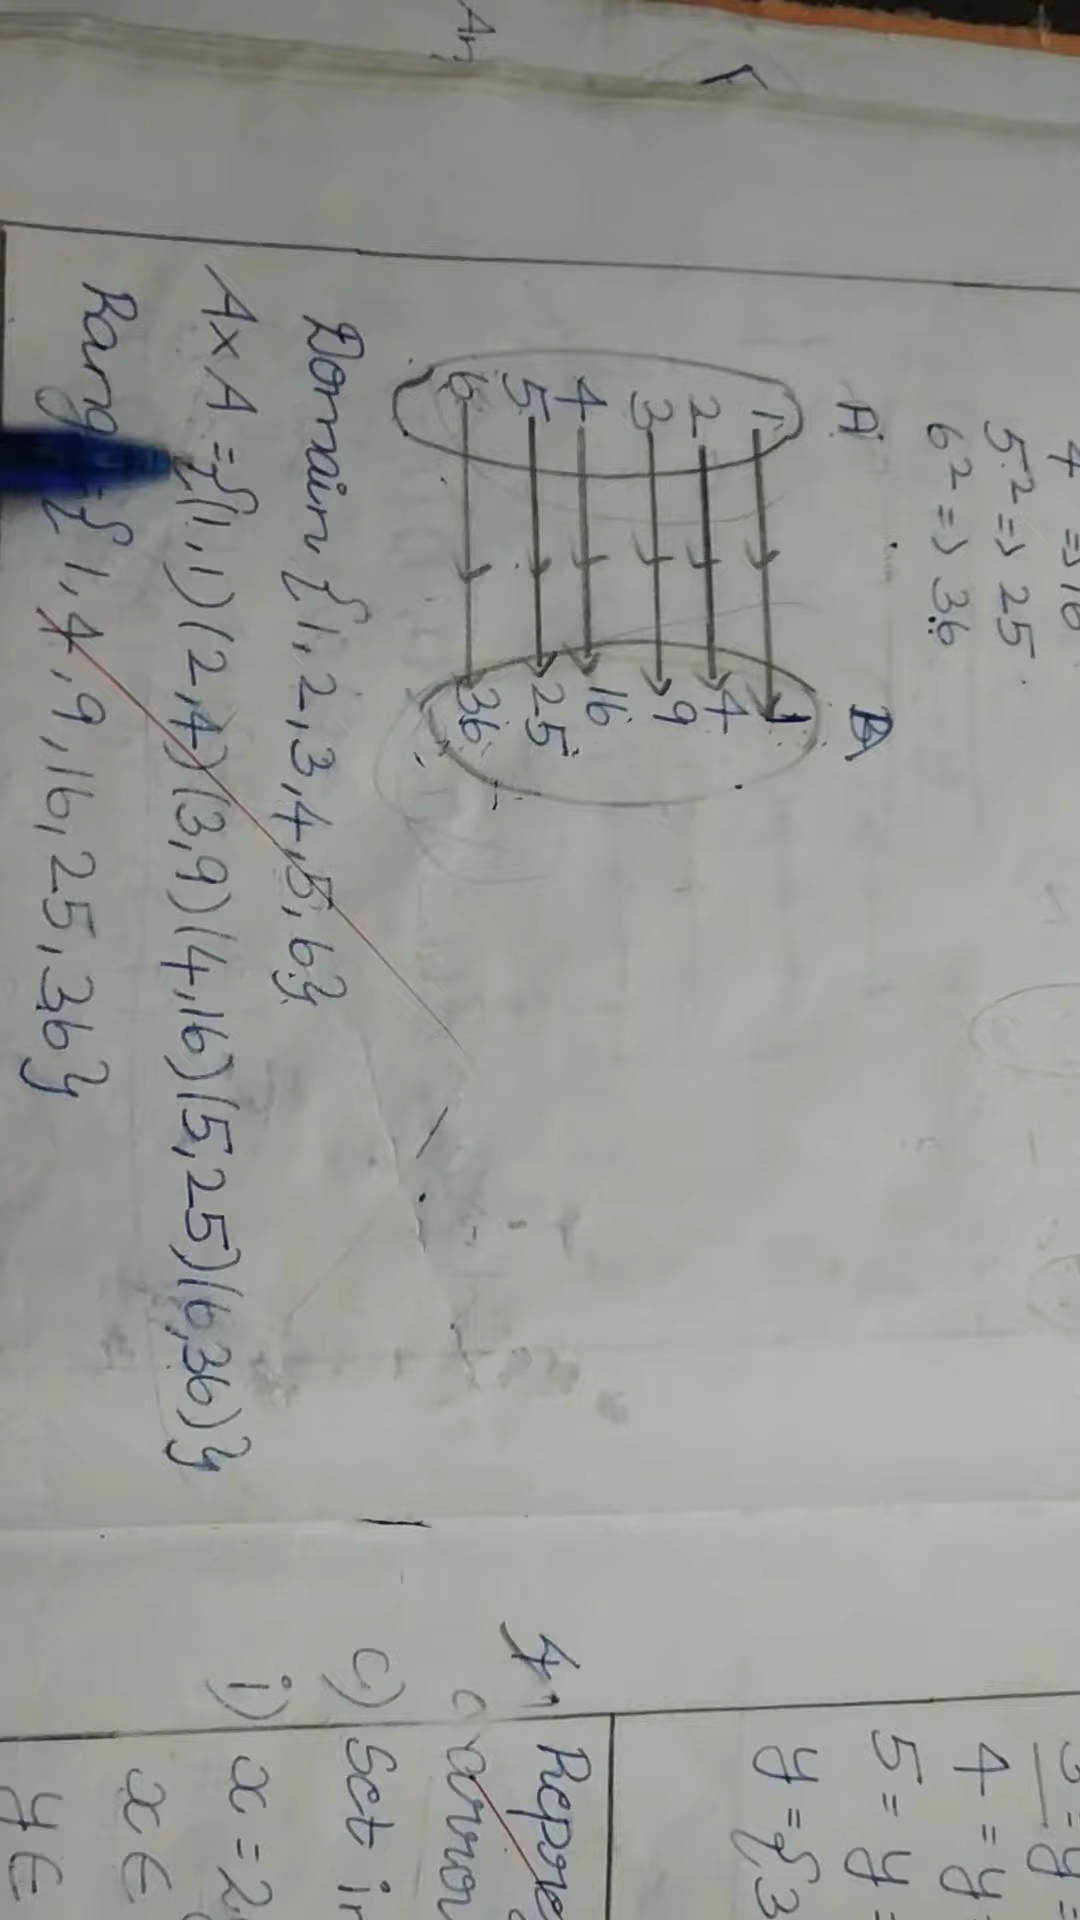 4 => 16
5² => 25
6² => 36
A B
1 1
2 4
3 9
4 16
5 25
6 36
Domain {1,2,3,4,5,6}
A×A = {(1,1)(2,4)(3,9)(4,16)(5,25)(6,36)}
= {1,4,9,16,25,36}
4 = y
5 = y =
y = {3
c) Set
i) x = 2
x ∈
y ∈